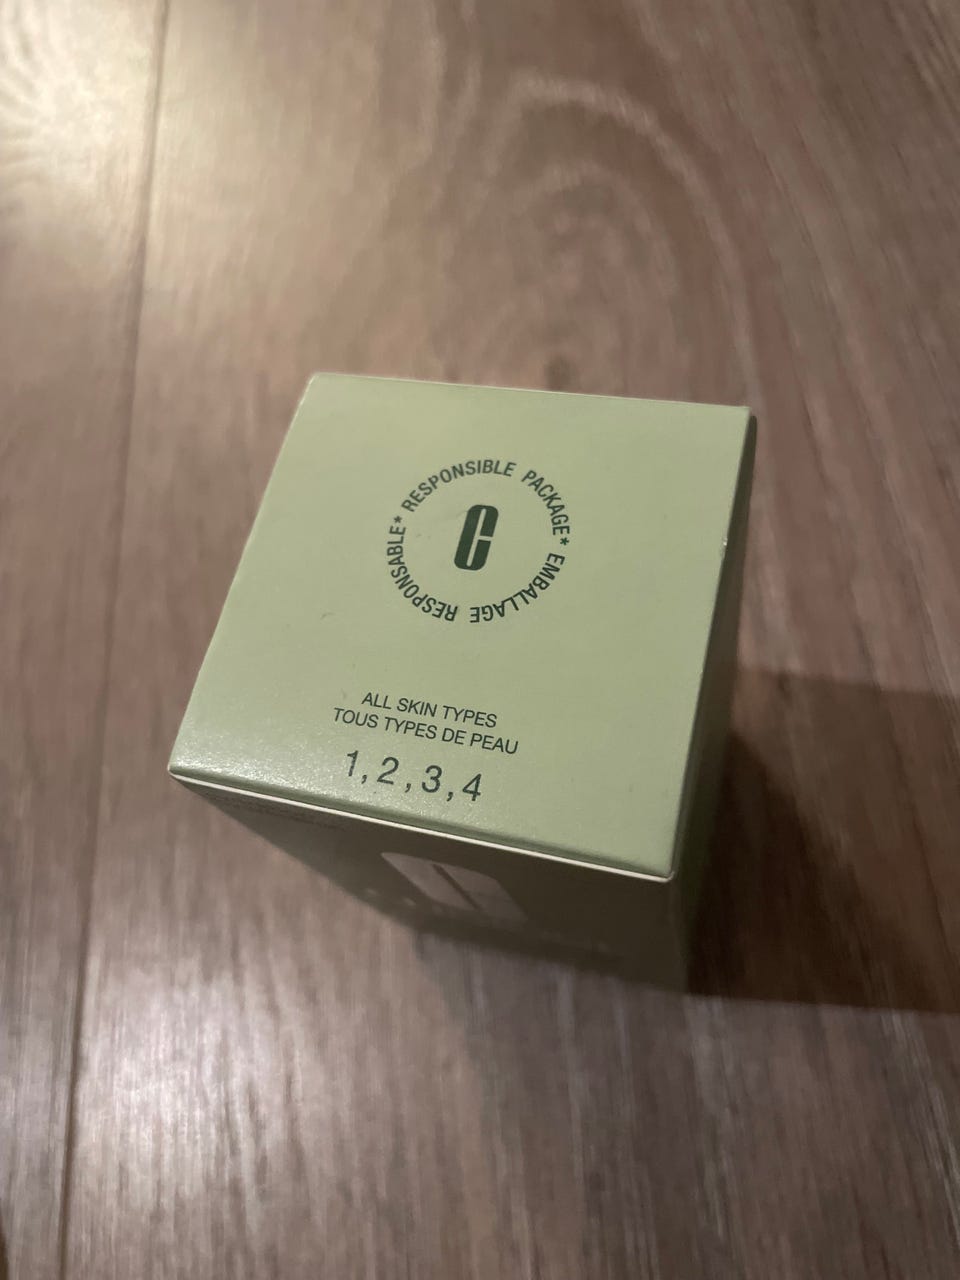 RESPONSIBLE PACKAGE* EMBALLAGE RESPONSABLE*
C
ALL SKIN TYPES
TOUS TYPES DE PEAU
1, 2, 3, 4